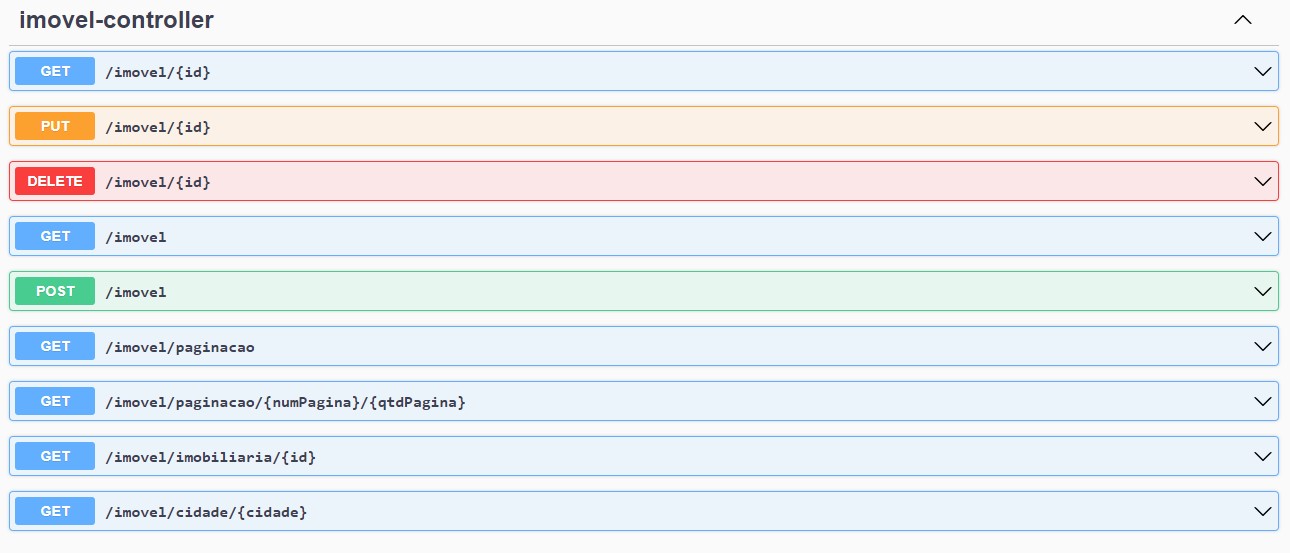 imovel-controller
GET /imovel/{id}
PUT /imovel/{id}
DELETE /imovel/{id}
GET /imovel
POST /imovel
GET /imovel/paginacao
GET /imovel/paginacao/{numPagina}/{qtdPagina}
GET /imovel/imobiliaria/{id}
GET /imovel/cidade/{cidade}